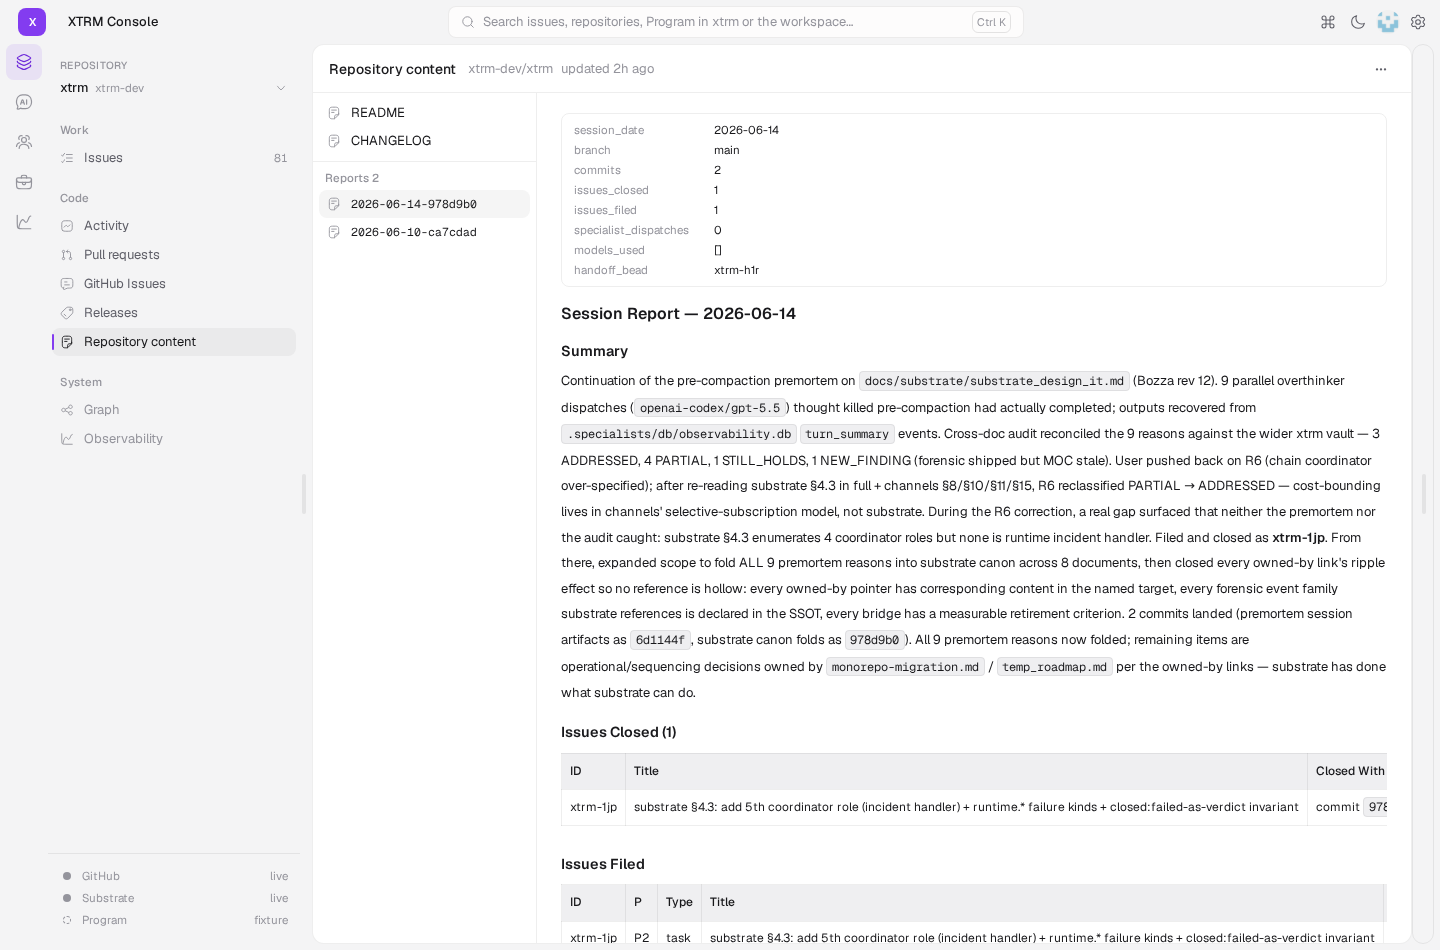 X XTRM Console
Search issues, repositories, Program in xtrm or the workspace... Ctrl K
REPOSITORY
xtrm xtrm-dev
Work
Issues 81
Code
Activity
Pull requests
GitHub Issues
Releases
Repository content
System
Graph
Observability
GitHub live
Substrate live
Program fixture
AI
Repository content xtrm-dev/xtrm updated 2h ago
README
CHANGELOG
Reports 2
2026-06-14-978d9b0
2026-06-10-ca7cdad
session_date 2026-06-14
branch main
commits 2
issues_closed 1
issues_filed 1
specialist_dispatches 0
models_used []
handoff_bead xtrm-h1r
Session Report — 2026-06-14
Summary
Continuation of the pre-compaction premortem on docs/substrate/substrate_design_it.md (Bozza rev 12). 9 parallel overthinker
dispatches (openai-codex/gpt-5.5) thought killed pre-compaction had actually completed; outputs recovered from
.specialists/db/observability.db turn_summary events. Cross-doc audit reconciled the 9 reasons against the wider xtrm vault — 3
ADDRESSED, 4 PARTIAL, 1 STILL_HOLDS, 1 NEW_FINDING (forensic shipped but MOC stale). User pushed back on R6 (chain coordinator
over-specified); after re-reading substrate §4.3 in full + channels §8/§10/§11/§15, R6 reclassified PARTIAL → ADDRESSED — cost-bounding
lives in channels' selective-subscription model, not substrate. During the R6 correction, a real gap surfaced that neither the premortem nor
the audit caught: substrate §4.3 enumerates 4 coordinator roles but none is runtime incident handler. Filed and closed as xtrm-1jp. From
there, expanded scope to fold ALL 9 premortem reasons into substrate canon across 8 documents, then closed every owned-by link's ripple
effect so no reference is hollow: every owned-by pointer has corresponding content in the named target, every forensic event family
substrate references is declared in the SSOT, every bridge has a measurable retirement criterion. 2 commits landed (premortem session
artifacts as 6d1144f, substrate canon folds as 978d9b0). All 9 premortem reasons now folded; remaining items are
operational/sequencing decisions owned by monorepo-migration.md / temp_roadmap.md per the owned-by links — substrate has done
what substrate can do.
Issues Closed (1)
ID Title Closed With
xtrm-1jp substrate §4.3: add 5th coordinator role (incident handler) + runtime.* failure kinds + closed:failed-as-verdict invariant commit 978
Issues Filed
ID P Type Title
xtrm-1jp P2 task substrate §4.3: add 5th coordinator role (incident handler) + runtime.* failure kinds + closed:failed-as-verdict invariant